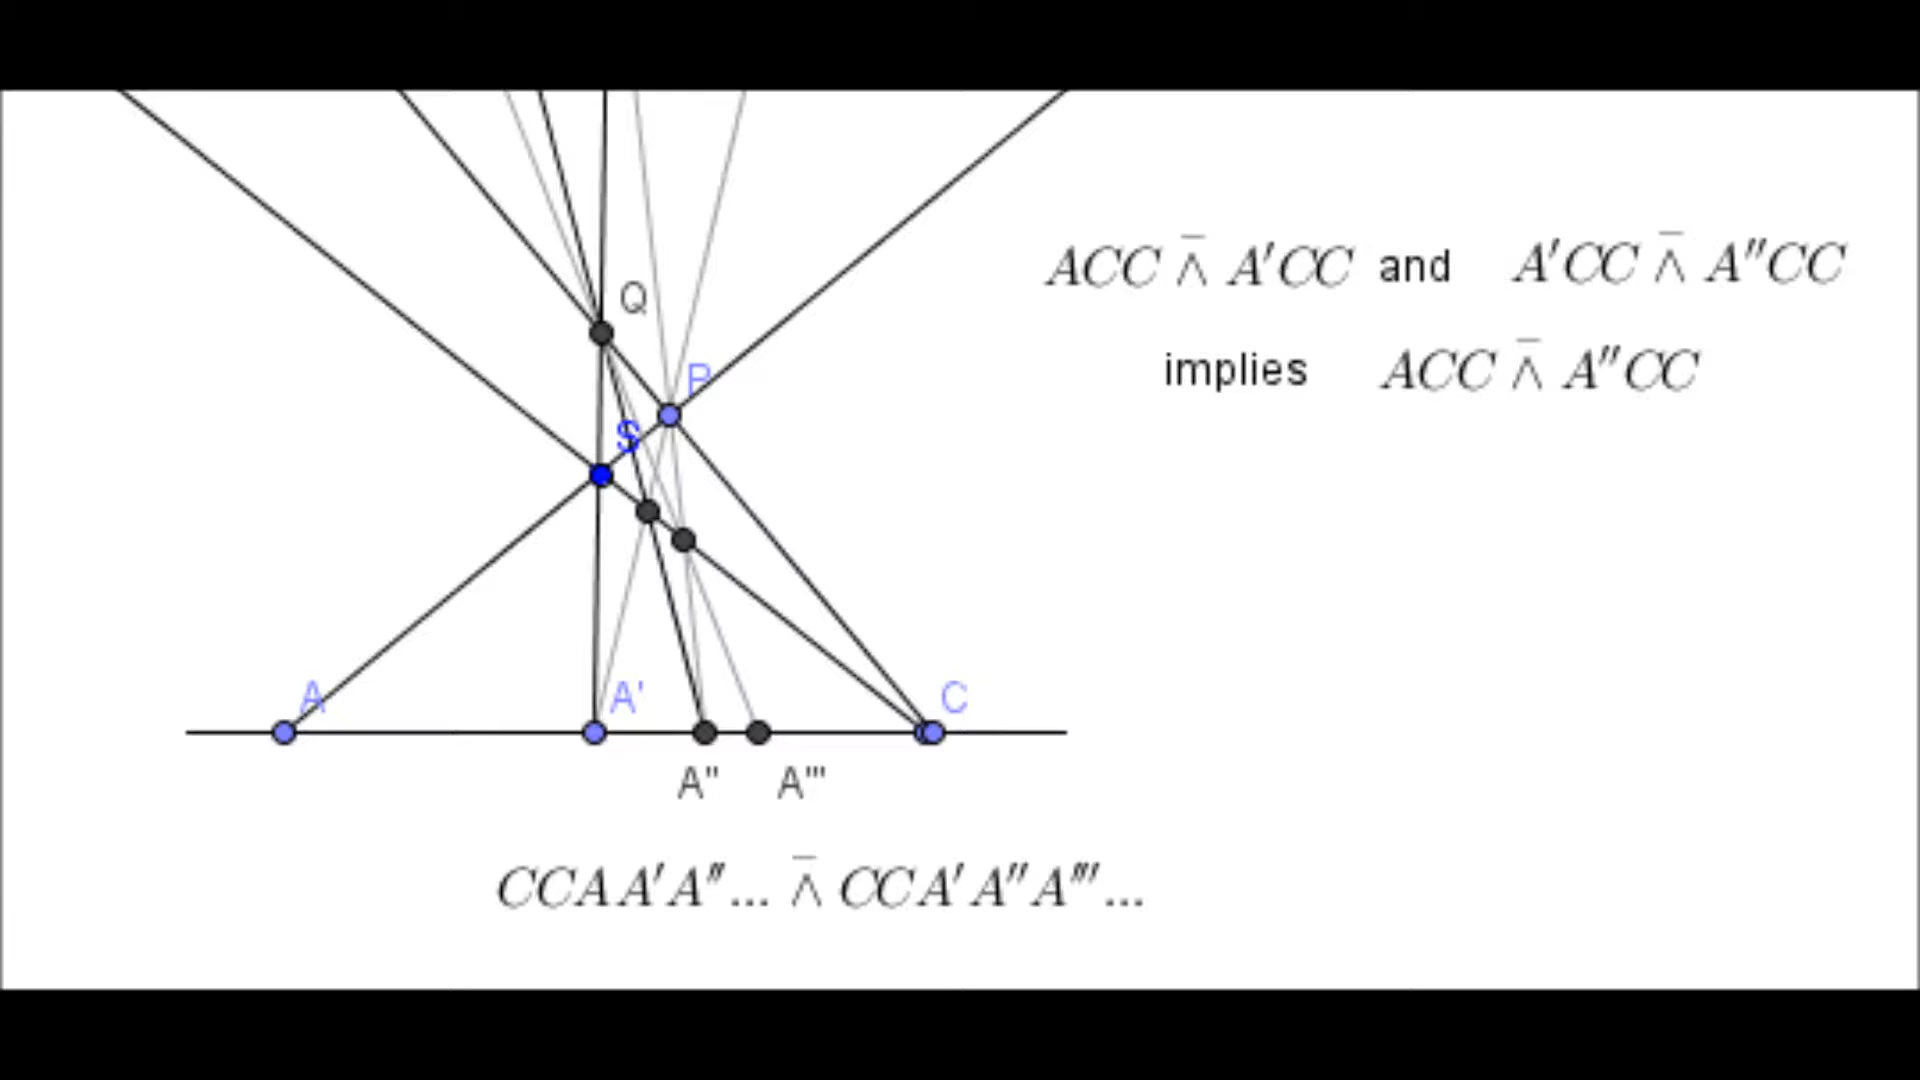 Q
P
S
ACC ⊼ A′CC and A′CC ⊼ A″CC
implies ACC ⊼ A″CC
A A' C
A" A'"
CCAA′A″... ⊼ CCA′A″A‴...